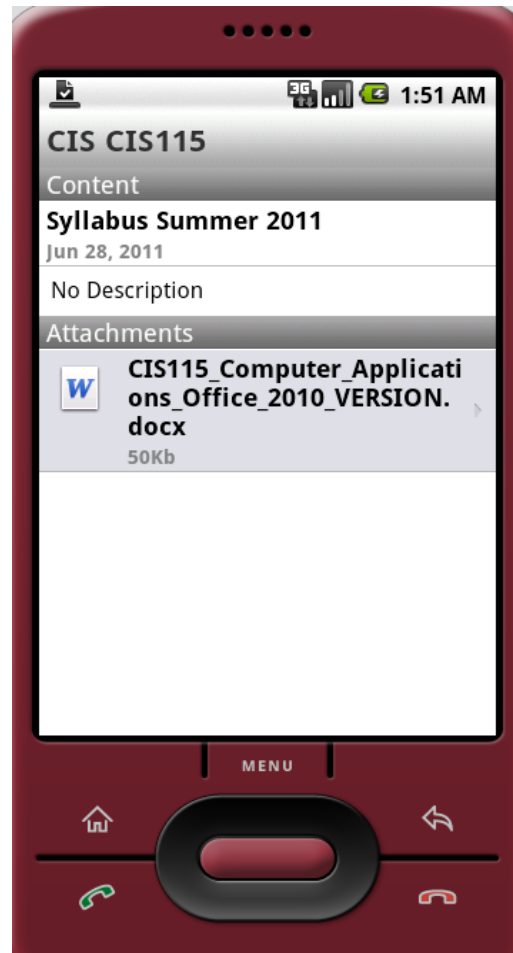 3G 1:51 AM
CIS CIS115
Content
Syllabus Summer 2011
Jun 28, 2011
No Description
Attachments
W CIS115_Computer_Applicati
ons_Office_2010_VERSION.
docx
50Kb
MENU